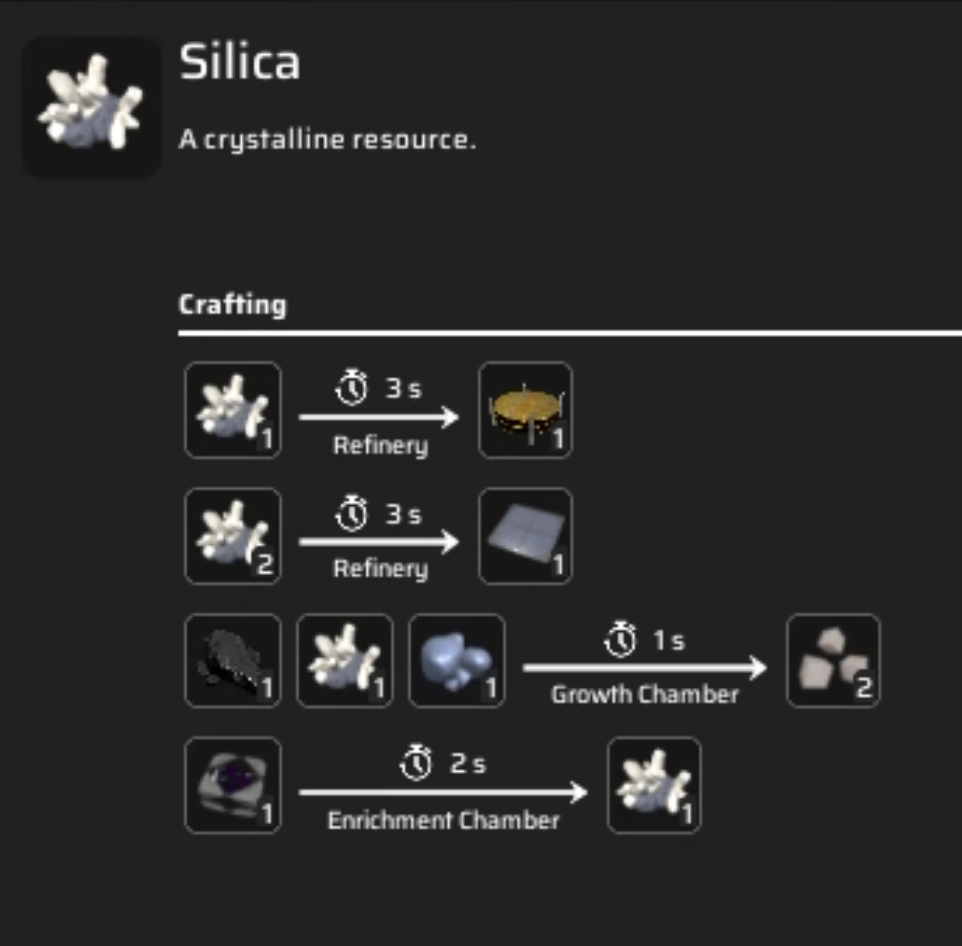 Silica
A crystalline resource.
Crafting
3 s
1 Refinery 1
3 s
2 Refinery 1
1 s
1 1 1 Growth Chamber 2
2 s
1 Enrichment Chamber 1